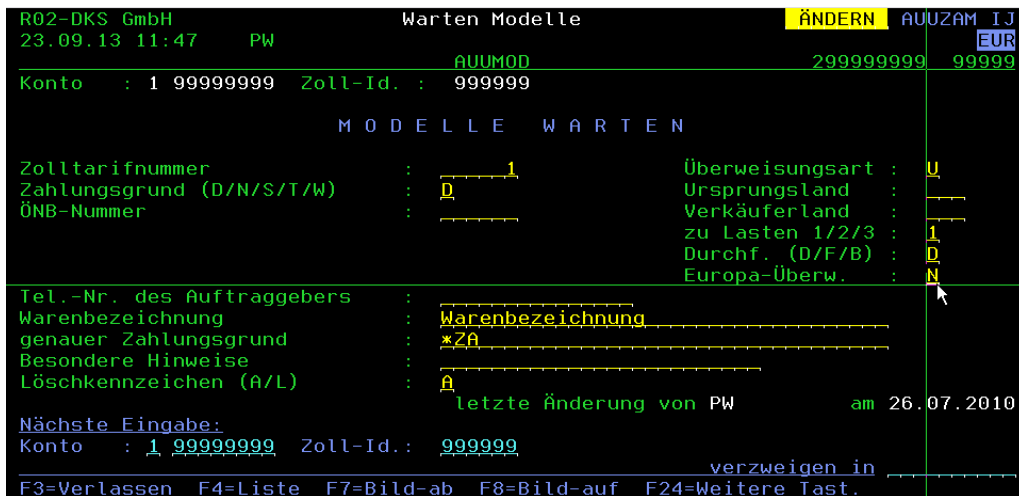 R02-DKS GmbH Warten Modelle ÄNDERN AUUZAM IJ
23.09.13 11:47 PW EUR
AUUMOD 299999999 99999
Konto : 1 99999999 Zoll-Id. : 999999
M O D E L L E W A R T E N
Zolltarifnummer : 1 Überweisungsart : U
Zahlungsgrund (D/N/S/T/W) : D Ursprungsland :
ÖNB-Nummer : Verkäuferland :
zu Lasten 1/2/3 : 1
Durchf. (D/F/B) : D
Europa-Überw. : N
Tel.-Nr. des Auftraggebers :
Warenbezeichnung : Warenbezeichnung
genauer Zahlungsgrund : *ZA
Besondere Hinweise :
Löschkennzeichen (A/L) : A
letzte Änderung von PW am 26.07.2010
Nächste Eingabe:
Konto : 1 99999999 Zoll-Id.: 999999
verzweigen in
F3=Verlassen F4=Liste F7=Bild-ab F8=Bild-auf F24=Weitere Tast.